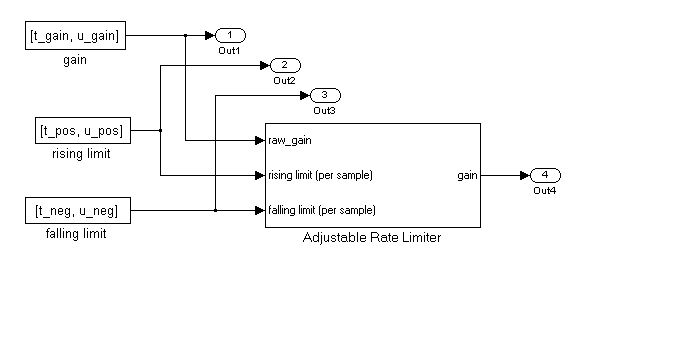 [t_gain, u_gain]
gain
1
Out1
2
Out2
3
Out3
[t_pos, u_pos]
rising limit
[t_neg, u_neg]
falling limit
raw_gain
rising limit (per sample)
falling limit (per sample)
gain
Adjustable Rate Limiter
4
Out4